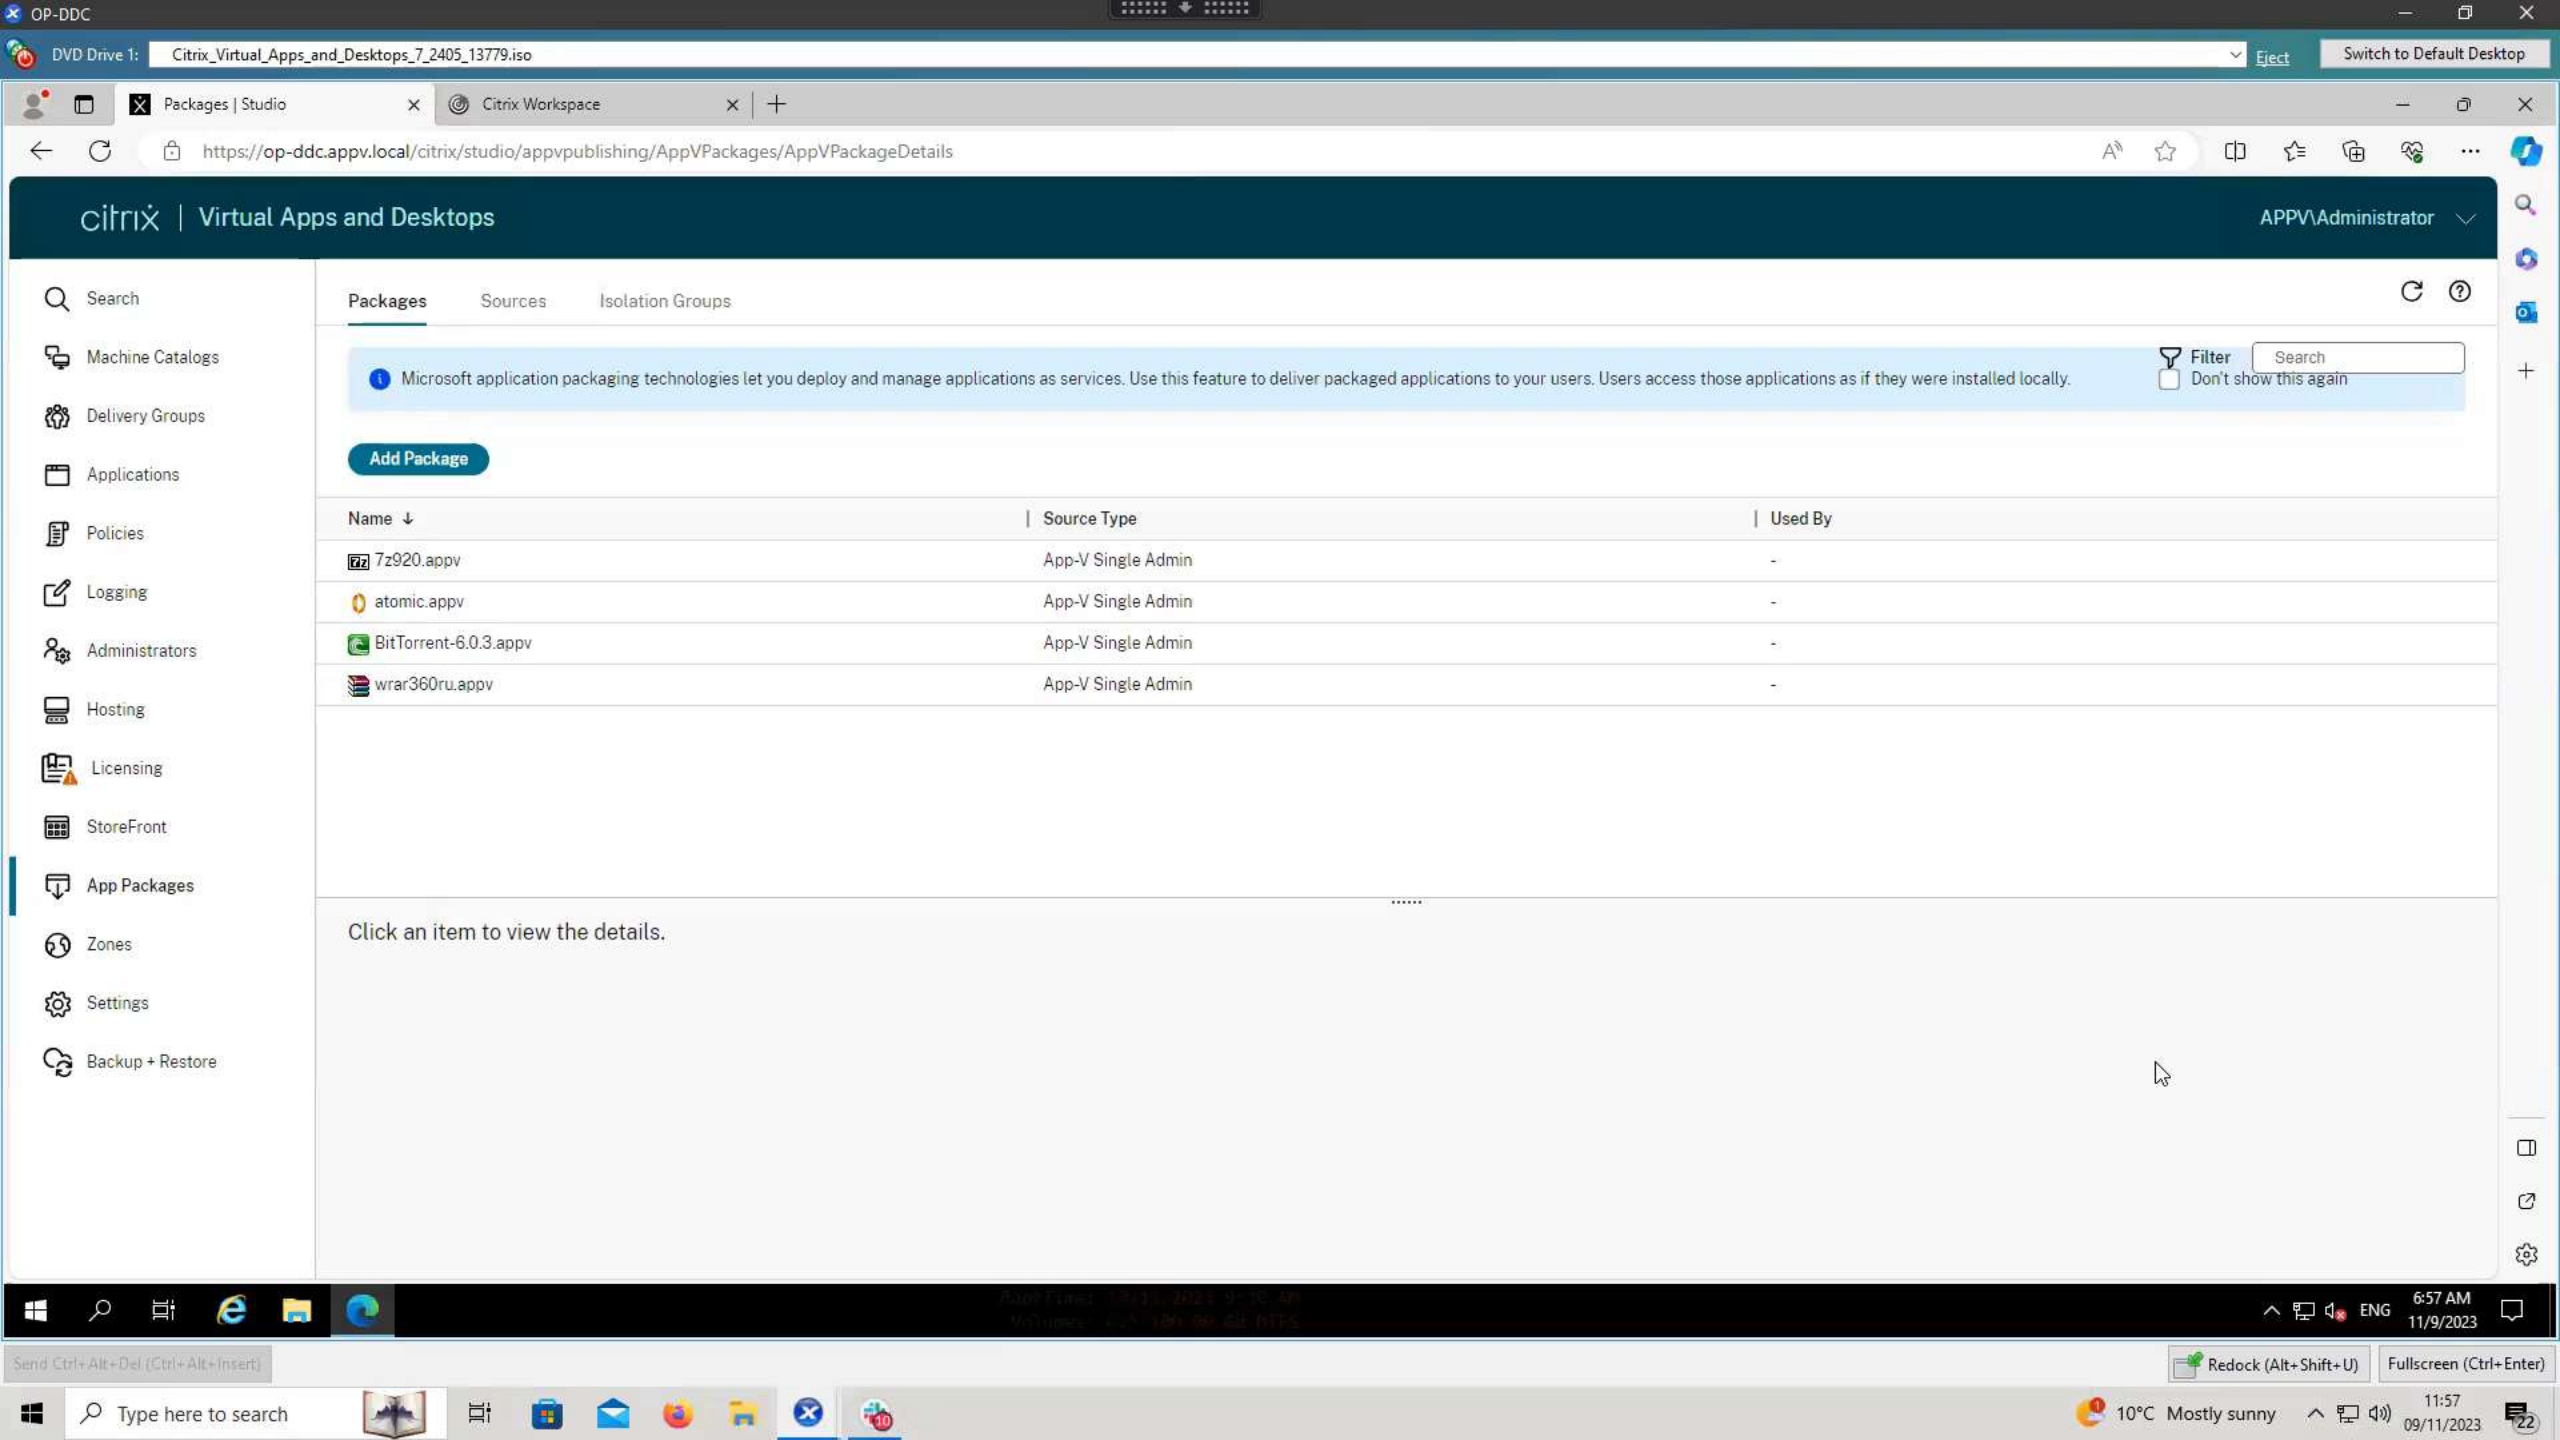 OP-DDC
DVD Drive 1: Citrix_Virtual_Apps_and_Desktops_7_2405_13779.iso Eject Switch to Default Desktop
Packages | Studio Citrix Workspace
https://op-ddc.appv.local/citrix/studio/appvpublishing/AppVPackages/AppVPackageDetails
citrix | Virtual Apps and Desktops APPV\Administrator
Search
Machine Catalogs
Delivery Groups
Applications
Policies
Logging
Administrators
Hosting
Licensing
StoreFront
App Packages
Zones
Settings
Backup + Restore
Packages Sources Isolation Groups
Filter Search
Microsoft application packaging technologies let you deploy and manage applications as services. Use this feature to deliver packaged applications to your users. Users access those applications as if they were installed locally. Don't show this again
Add Package
Name ↓ Source Type Used By
7z920.appv App-V Single Admin -
atomic.appv App-V Single Admin -
BitTorrent-6.0.3.appv App-V Single Admin -
wrar360ru.appv App-V Single Admin -
Click an item to view the details.
ENG 6:57 AM
11/9/2023
Send Ctrl+Alt+Del (Ctrl+Alt+Insert) Redock (Alt+Shift+U) Fullscreen (Ctrl+Enter)
Type here to search 10 1 10°C Mostly sunny 11:57
09/11/2023 22